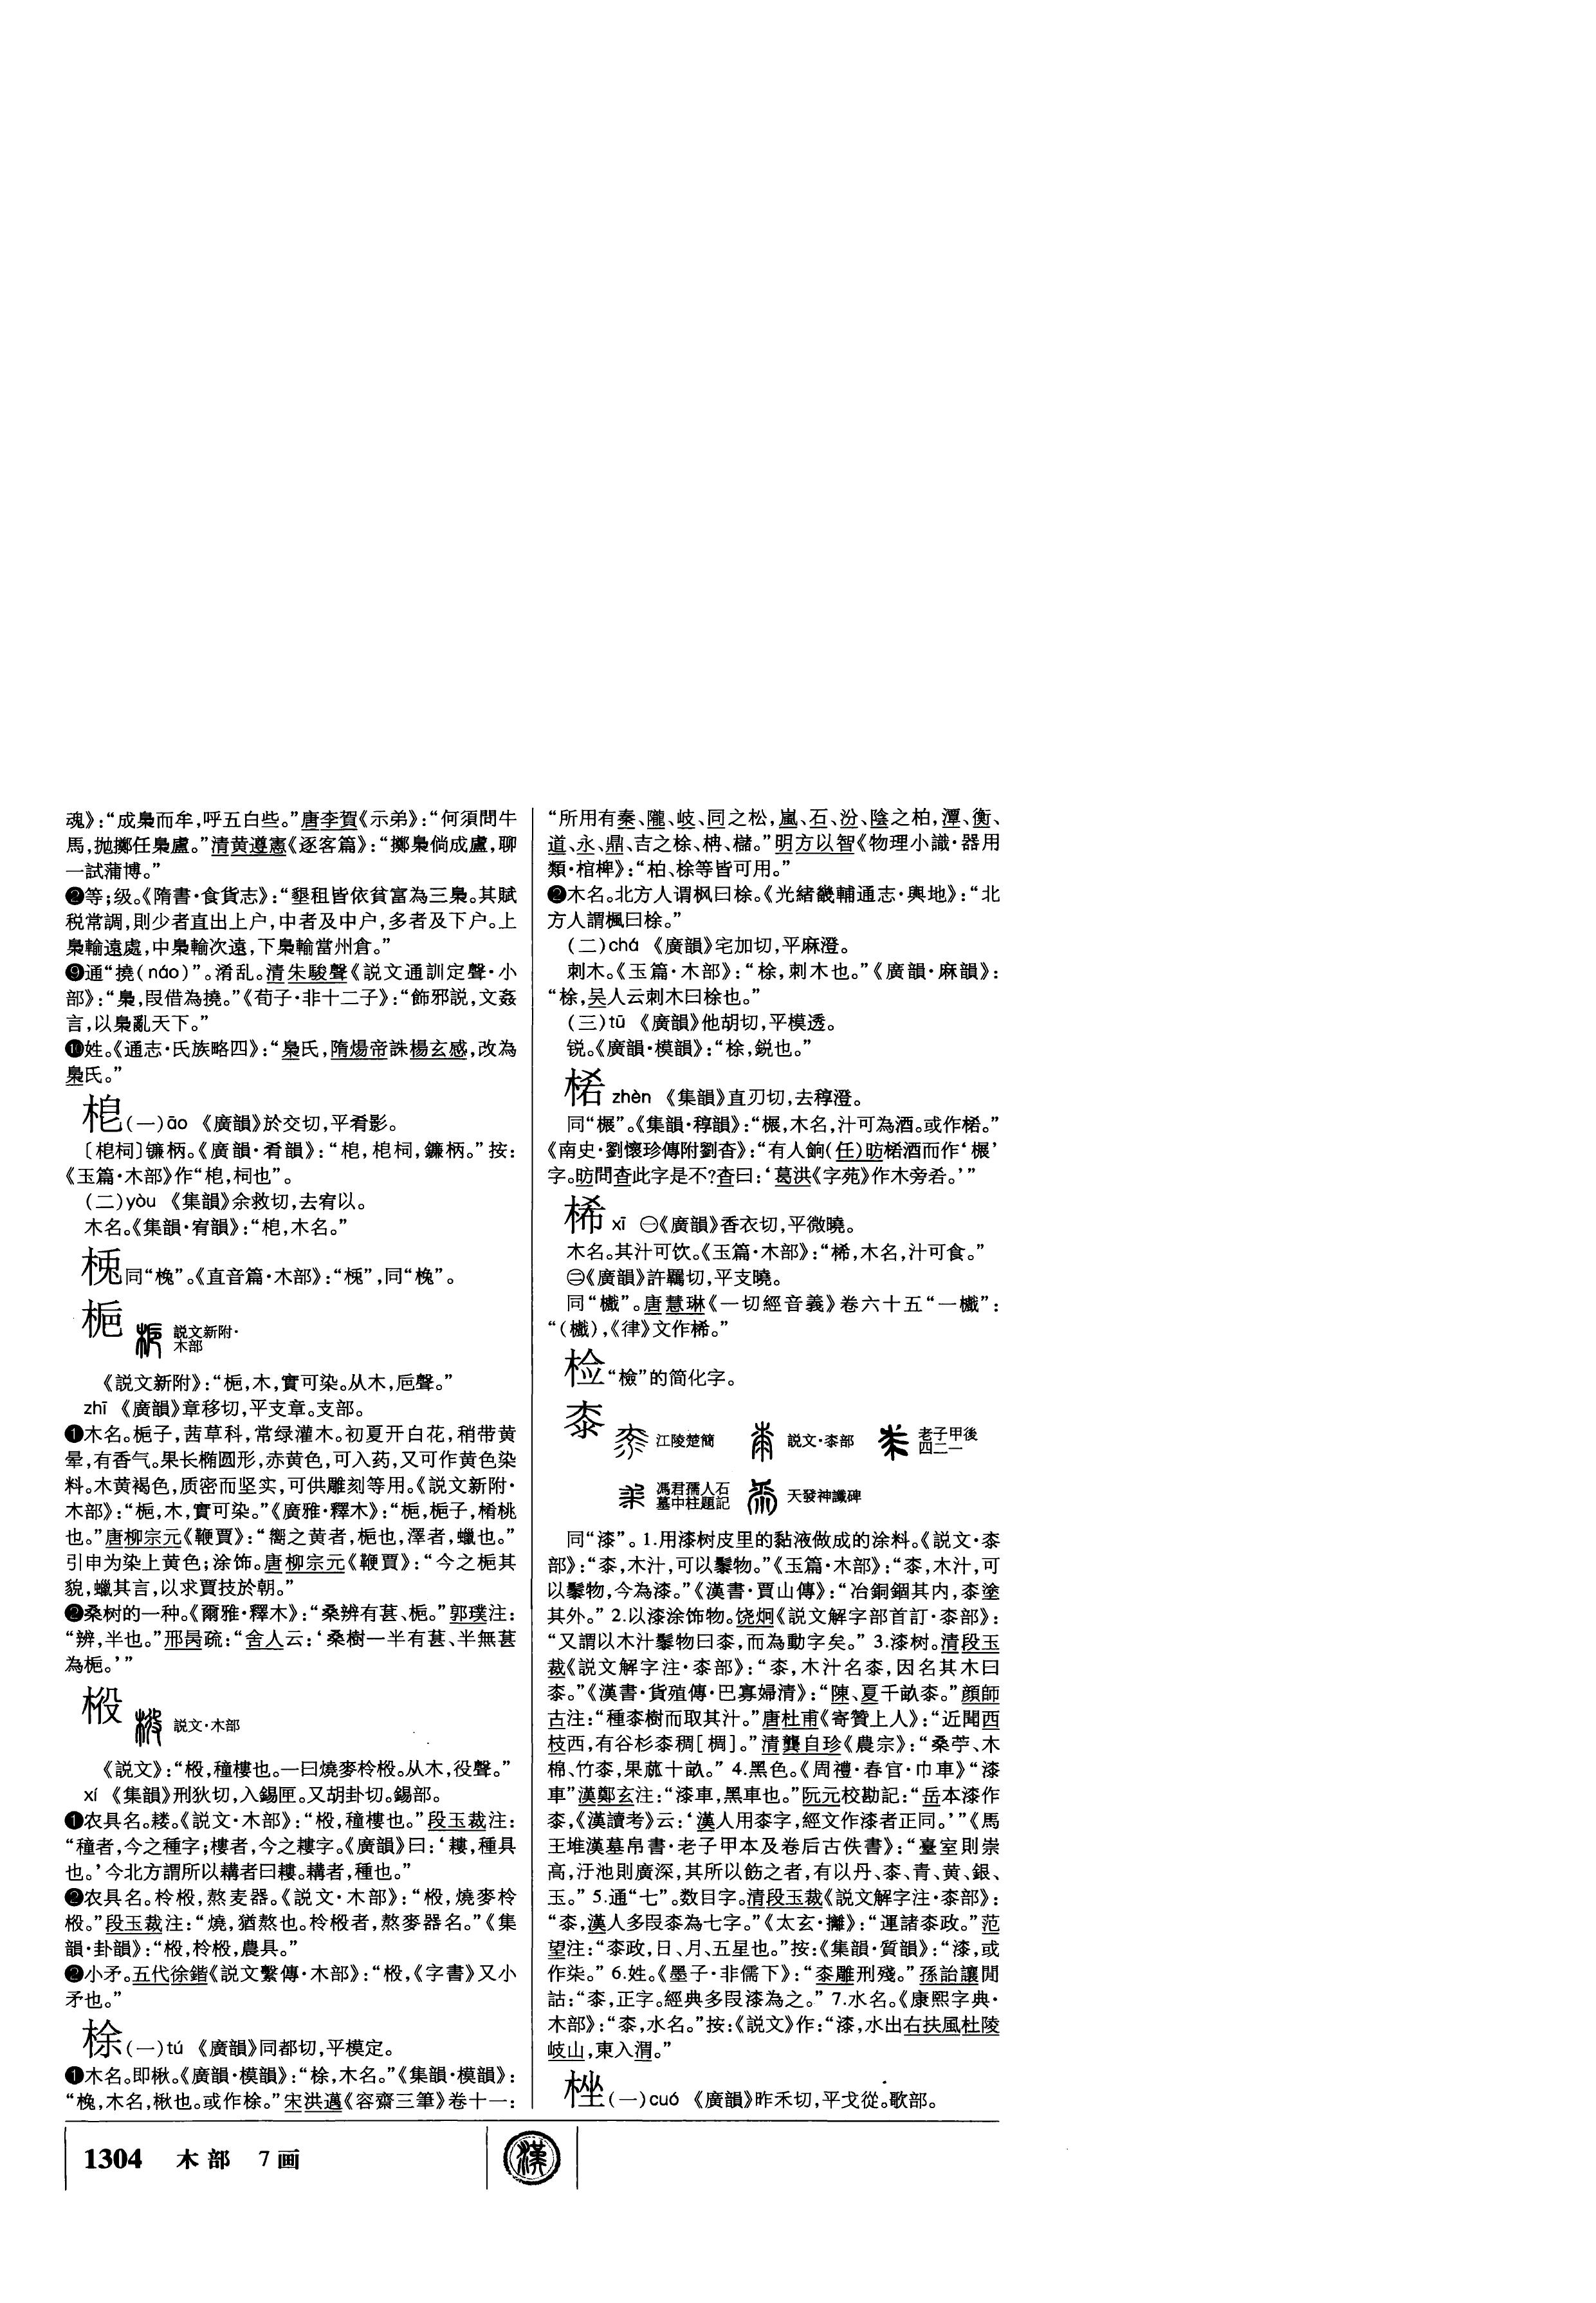 魂》：“成梟而牟，呼五白些。”唐李賀《示弟》：“何須問牛
馬，抛擲任梟盧。”清黄遵憲《逐客篇》：“擲梟倘成盧，聊
一試蒲博。”
❷等；级。《隋書·食貨志》：“墾租皆依貧富為三梟。其賦
税常調，則少者直出上户，中者及中户，多者及下户。上
梟輸遠處，中梟輸次遠，下梟輸當州倉。”
❾通“撓（náo）”。淆乱。清朱駿聲《説文通訓定聲·小
部》：“梟，叚借為撓。”《荀子·非十二子》：“飾邪説，文姦
言，以梟亂天下。”
❿姓。《通志·氏族略四》：“梟氏，隋煬帝誅楊玄感，改為
梟氏。”
梎（一）āo 《廣韻》於交切，平肴影。
〔梎柯〕镰柄。《廣韻·肴韻》：“梎，梎柯，鐮柄。”按：
《玉篇·木部》作“梎，柯也”。
（二）yòu 《集韻》余救切，去宥以。
木名。《集韻·宥韻》：“梎，木名。”
同“槐”。《直音篇·木部》：“”，同“槐”。
梔 説文新附·
木部
《説文新附》：“梔，木，實可染。从木，巵聲。”
zhī 《廣韻》章移切，平支章。支部。
❶木名。梔子，茜草科，常绿灌木。初夏开白花，稍带黄
晕，有香气。果长椭圆形，赤黄色，可入药，又可作黄色染
料。木黄褐色，质密而坚实，可供雕刻等用。《説文新附·
木部》：“梔，木，實可染。”《廣雅·釋木》：“梔，梔子，桶桃
也。”唐柳宗元《鞭賈》：“嚮之黄者，梔也，澤者，蠟也。”
引申为染上黄色；涂饰。唐柳宗元《鞭賈》：“今之梔其
貌，蠟其言，以求賈技於朝。”
❷桑树的一种。《爾雅·釋木》：“桑辨有葚、梔。”郭璞注：
“辨，半也。”邢昺疏：“舍人云：‘桑樹一半有葚、半無葚
為梔。’”
 説文·木部
《説文》：“，穜樓也。一曰燒麥柃。从木，役聲。”
xí 《集韻》刑狄切，入錫匣。又胡卦切。錫部。
❶农具名。耧。《説文·木部》：“，穜樓也。”段玉裁注：
“穜者，今之種字；樓者，今之耬字。《廣韻》曰：‘耬，種具
也。’今北方謂所以耩者曰耬。耩者，種也。”
❷农具名。柃，熬麦器。《説文·木部》：“，燒麥柃
。”段玉裁注：“燒，猶熬也。柃者，熬麥器名。”《集
韻·卦韻》：“，柃，農具。”
❷小矛。五代徐鍇《説文繫傳·木部》：“，《字書》又小
矛也。”
梌（一）tú 《廣韻》同都切，平模定。
❶木名。即楸。《廣韻·模韻》：“梌，木名。”《集韻·模韻》：
“，木名，楸也。或作梌。”宋洪邁《容齋三筆》卷十一：
“所用有秦、隴、岐、同之松，嵐、石、汾、陰之柏，潭、衡、
道、永、鼎、吉之梌、柟、櫧。”明方以智《物理小識·器用
類·棺椑》：“柏、梌等皆可用。”
❷木名。北方人谓枫曰梌。《光緒畿輔通志·輿地》：“北
方人謂楓曰梌。”
（二）chá 《廣韻》宅加切，平麻澄。
刺木。《玉篇·木部》：“梌，刺木也。”《廣韻·麻韻》：
“梌，吴人云刺木曰梌也。”
（三）tū 《廣韻》他胡切，平模透。
锐。《廣韻·模韻》：“梌，鋭也。”
桰 zhèn 《集韻》直刃切，去稕澄。
同“榐”。《集韻·稕韻》：“榐，木名，汁可為酒。或作。”
《南史·劉懷珍傳附劉杳》：“有人餉（任）昉酒而作‘榐’
字。昉問杳此字是不？杳曰：‘葛洪《字苑》作木旁㕙。’”
桸 xī ㊀《廣韻》香衣切，平微曉。
木名。其汁可饮。《玉篇·木部》：“桸，木名，汁可食。”
㊁《廣韻》許羈切，平支曉。
同“㰕”。唐慧琳《一切經音義》卷六十五“一㰕”：
“（㰕），《律》文作桸。”
检“檢”的简化字。
桼 江陵楚簡 説文·桼部 老子甲後
四二一
馮君孺人石
墓中柱題記 天發神讖碑
同“漆”。1.用漆树皮里的黏液做成的涂料。《説文·桼
部》：“桼，木汁，可以髹物。”《玉篇·木部》：“桼，木汁，可
以髹物，今為漆。”《漢書·賈山傳》：“冶銅錮其内，桼塗
其外。” 2.以漆涂饰物。饶炯《説文解字部首訂·桼部》：
“又謂以木汁髹物曰桼，而為動字矣。” 3.漆树。清段玉
裁《説文解字注·桼部》：“桼，木汁名桼，因名其木曰
桼。”《漢書·貨殖傳·巴寡婦清》：“陳、夏千畝桼。”顔師
古注：“種桼樹而取其汁。”唐杜甫《寄贊上人》：“近聞西
枝西，有谷杉桼稠［椆］。”清龔自珍《農宗》：“桑苧、木
棉、竹桼，果蓏十畝。” 4.黑色。《周禮·春官·巾車》“漆
車”漢鄭玄注：“漆車，黑車也。”阮元校勘記：“岳本漆作
桼，《漢讀考》云：‘漢人用桼字，經文作漆者正同。’”《馬
王堆漢墓帛書·老子甲本及卷后古佚書》：“臺室則崇
高，汙池則廣深，其所以飭之者，有以丹、桼、青、黄、銀、
玉。” 5.通“七”。数目字。清段玉裁《説文解字注·桼部》：
“桼，漢人多叚桼為七字。”《太玄·攡》：“運諸桼政。”范
望注：“桼政，日、月、五星也。”按：《集韻·質韻》：“漆，或
作柒。” 6.姓。《墨子·非儒下》：“桼雕刑殘。”孫詒讓閒
詁：“桼，正字。經典多叚漆為之。” 7.水名。《康熙字典·
木部》：“桼，水名。”按：《説文》作：“漆，水出右扶風杜陵
岐山，東入渭。”
桽（一）cuó 《廣韻》昨禾切，平戈從。歌部。
1304 木部 7画
漢